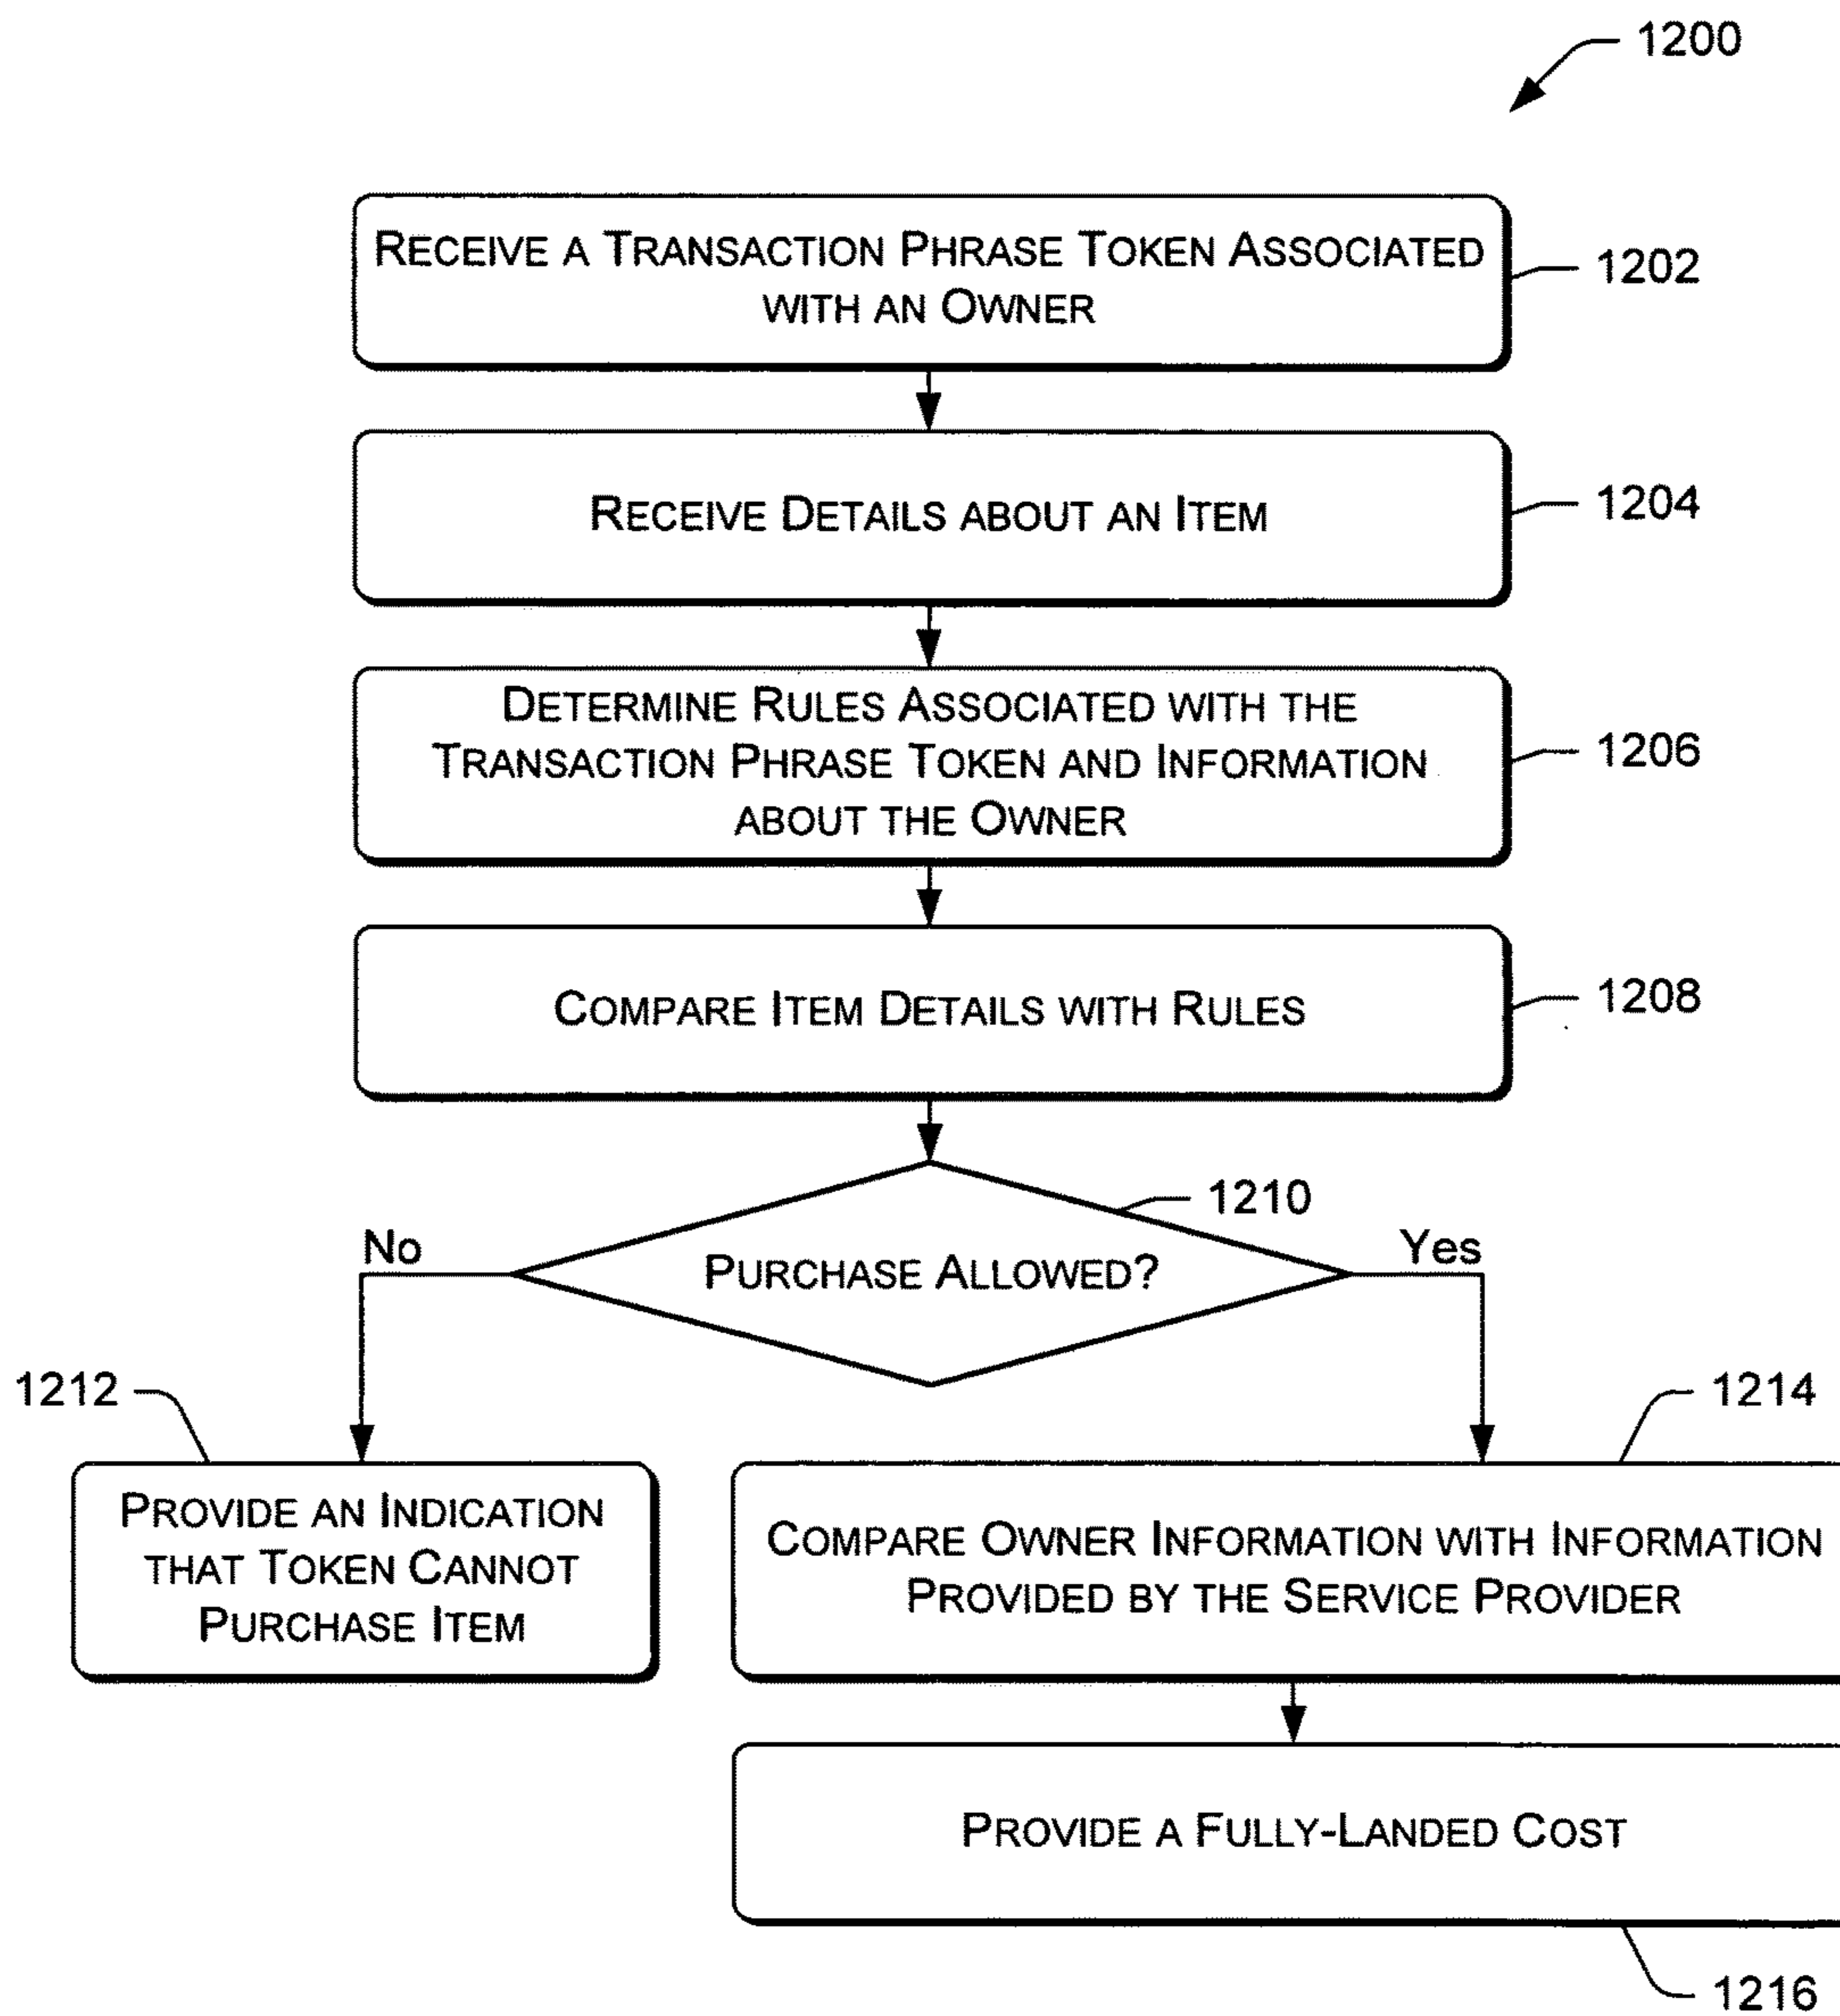 1200
RECEIVE A TRANSACTION PHRASE TOKEN ASSOCIATED
WITH AN OWNER
1202
RECEIVE DETAILS ABOUT AN ITEM
1204
DETERMINE RULES ASSOCIATED WITH THE
TRANSACTION PHRASE TOKEN AND INFORMATION
ABOUT THE OWNER
1206
COMPARE ITEM DETAILS WITH RULES
1208
1210
No
PURCHASE ALLOWED?
Yes
1212
PROVIDE AN INDICATION
THAT TOKEN CANNOT
PURCHASE ITEM
1214
COMPARE OWNER INFORMATION WITH INFORMATION
PROVIDED BY THE SERVICE PROVIDER
PROVIDE A FULLY-LANDED COST
1216